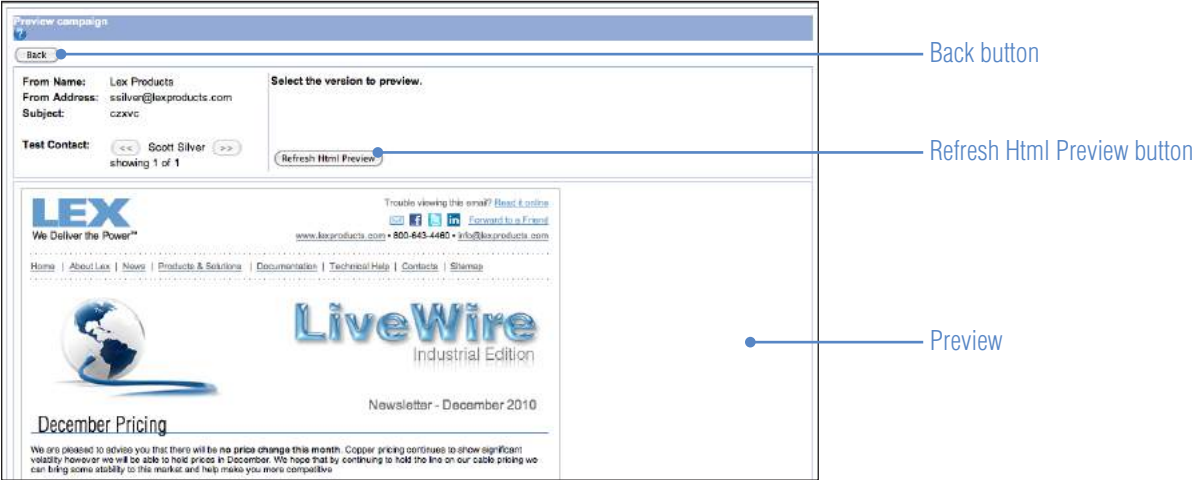 Preview campaign
?
Back
Back button
From Name: Lex Products
From Address: ssilver@lexproducts.com
Subject: czxvc
Test Contact: << Scott Silver >>
showing 1 of 1
Select the version to preview.
Refresh Html Preview
Refresh Html Preview button
LEX
We Deliver the Power™
Trouble viewing this email? Read it online
f in Forward to a Friend
www.lexproducts.com • 800-643-4460 • info@lexproducts.com
Home | About Lex | News | Products & Solutions | Documentation | Technical Help | Contacts | Sitemap
LiveWire
Industrial Edition
Preview
Newsletter - December 2010
December Pricing
We are pleased to advise you that there will be no price change this month. Copper pricing continues to show significant
volatility however we will be able to hold prices in December. We hope that by continuing to hold the line on our cable pricing we
can bring some stability to this market and help make you more competitive